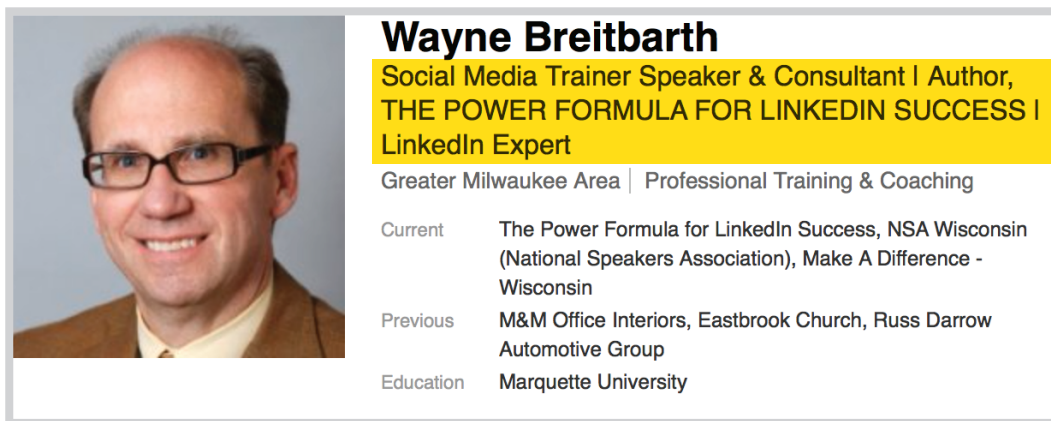 Wayne Breitbarth
Social Media Trainer Speaker & Consultant | Author,
THE POWER FORMULA FOR LINKEDIN SUCCESS |
LinkedIn Expert
Greater Milwaukee Area | Professional Training & Coaching
Current The Power Formula for LinkedIn Success, NSA Wisconsin
(National Speakers Association), Make A Difference -
Wisconsin
Previous M&M Office Interiors, Eastbrook Church, Russ Darrow
Automotive Group
Education Marquette University